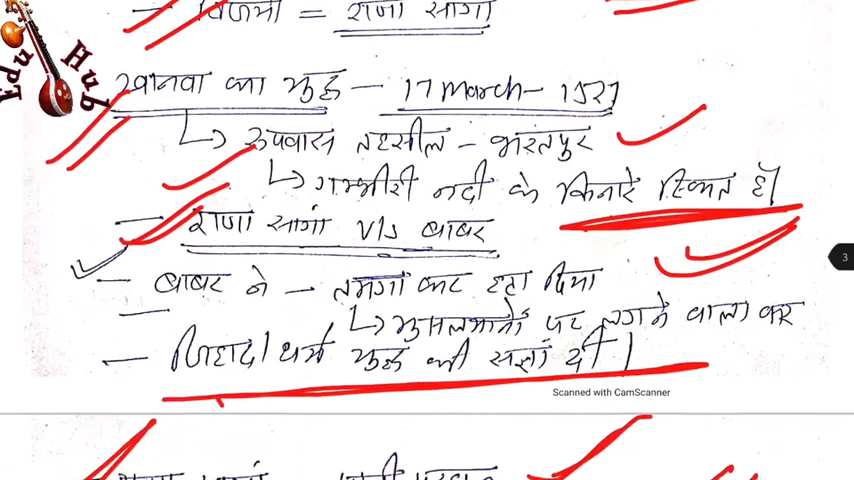 विजयी = राणा सांगा
Edu Hub
खानवा का युद्ध – 17 March – 1527
रूपवास तहसील – भरतपुर
गम्भीरी नदी के किनारे स्थित है।
– राणा सांगा V/s बाबर
– बाबर ने – तमगा कर हटा दिया
मुसलमानों पर लगने वाला कर
– जिहाद / धर्म युद्ध की संज्ञा दी।
3
Scanned with CamScanner